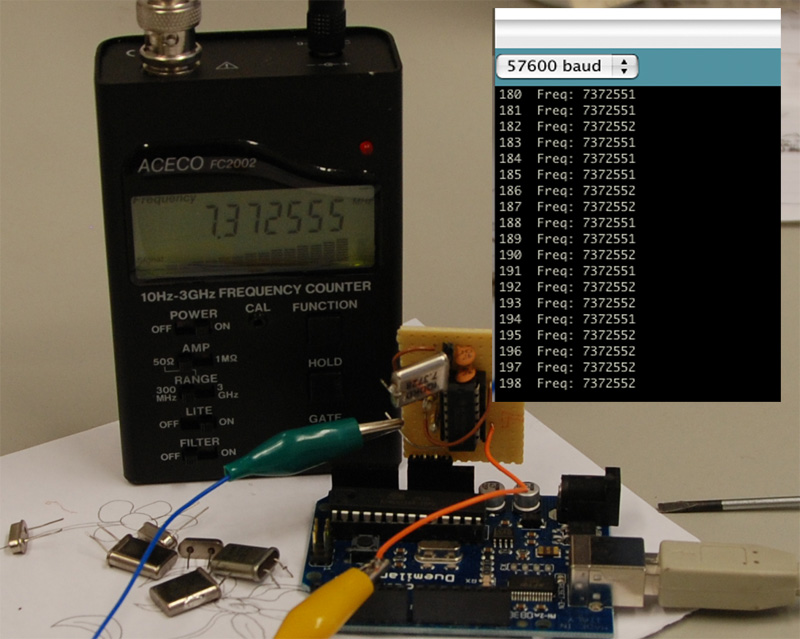 57600 baud
180 Freq: 7372551
181 Freq: 7372551
182 Freq: 7372552
183 Freq: 7372551
184 Freq: 7372551
185 Freq: 7372551
186 Freq: 7372552
187 Freq: 7372552
188 Freq: 7372551
189 Freq: 7372551
190 Freq: 7372552
191 Freq: 7372551
192 Freq: 7372552
193 Freq: 7372552
194 Freq: 7372551
195 Freq: 7372552
196 Freq: 7372552
197 Freq: 7372552
198 Freq: 7372552
ACECO FC2002
Frequency
7.372555
10Hz-3GHz FREQUENCY COUNTER
POWER CAL FUNCTION
OFF ON
AMP
50Ω 1MΩ
HOLD
RANGE
300 MHz 3 GHz
LITE
OFF ON
GATE
FILTER
OFF ON
7.3728